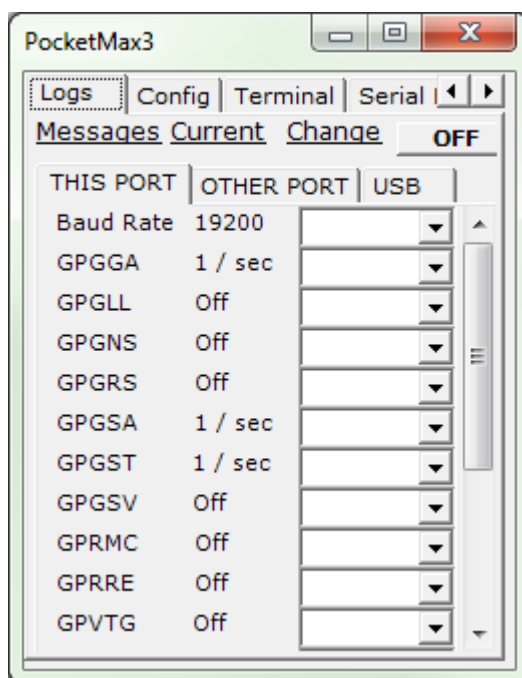 PocketMax3
Logs Config Terminal Serial
Messages Current Change OFF
THIS PORT OTHER PORT USB
Baud Rate 19200
GPGGA 1 / sec
GPGLL Off
GPGNS Off
GPGRS Off
GPGSA 1 / sec
GPGST 1 / sec
GPGSV Off
GPRMC Off
GPRRE Off
GPVTG Off